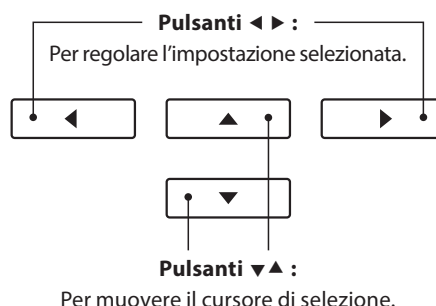 Pulsanti ◀ ▶ :
Per regolare l'impostazione selezionata.
Pulsanti ▼▲ :
Per muovere il cursore di selezione.